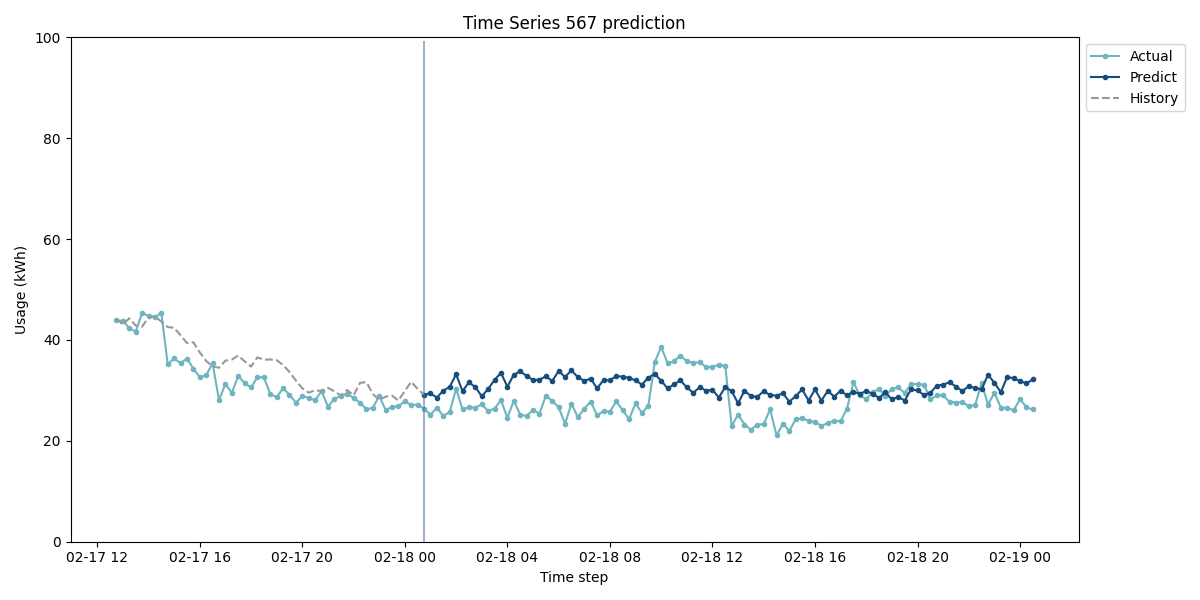 Time Series 567 prediction
100
80
60
40
20
0
Usage (kWh)
02-17 12 02-17 16 02-17 20 02-18 00 02-18 04 02-18 08 02-18 12 02-18 16 02-18 20 02-19 00
Time step
Actual
Predict
History